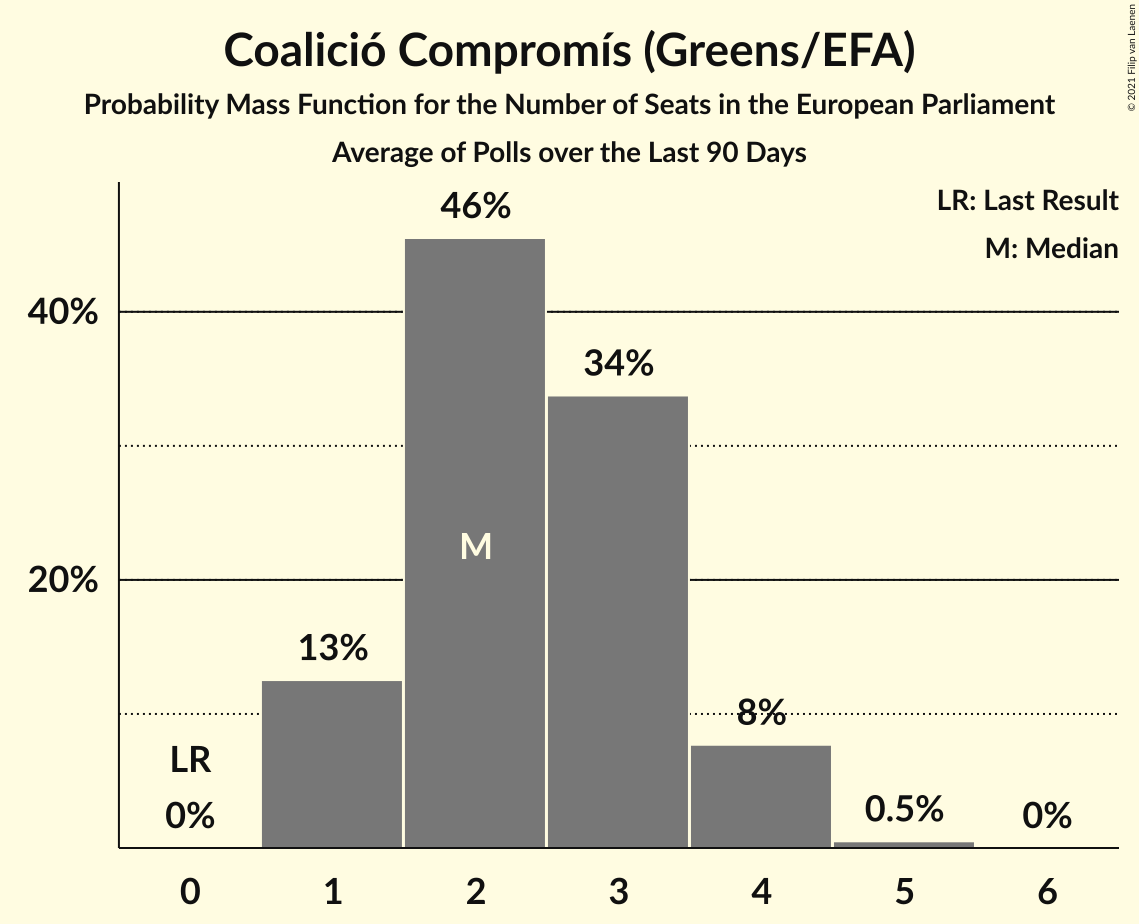 Coalició Compromís (Greens/EFA)
Probability Mass Function for the Number of Seats in the European Parliament
Average of Polls over the Last 90 Days
© 2021 Filip van Laenen
LR: Last Result
M: Median
46%
40%
34%
M
20%
13%
8%
LR
0%
0.5%
0%
0 1 2 3 4 5 6